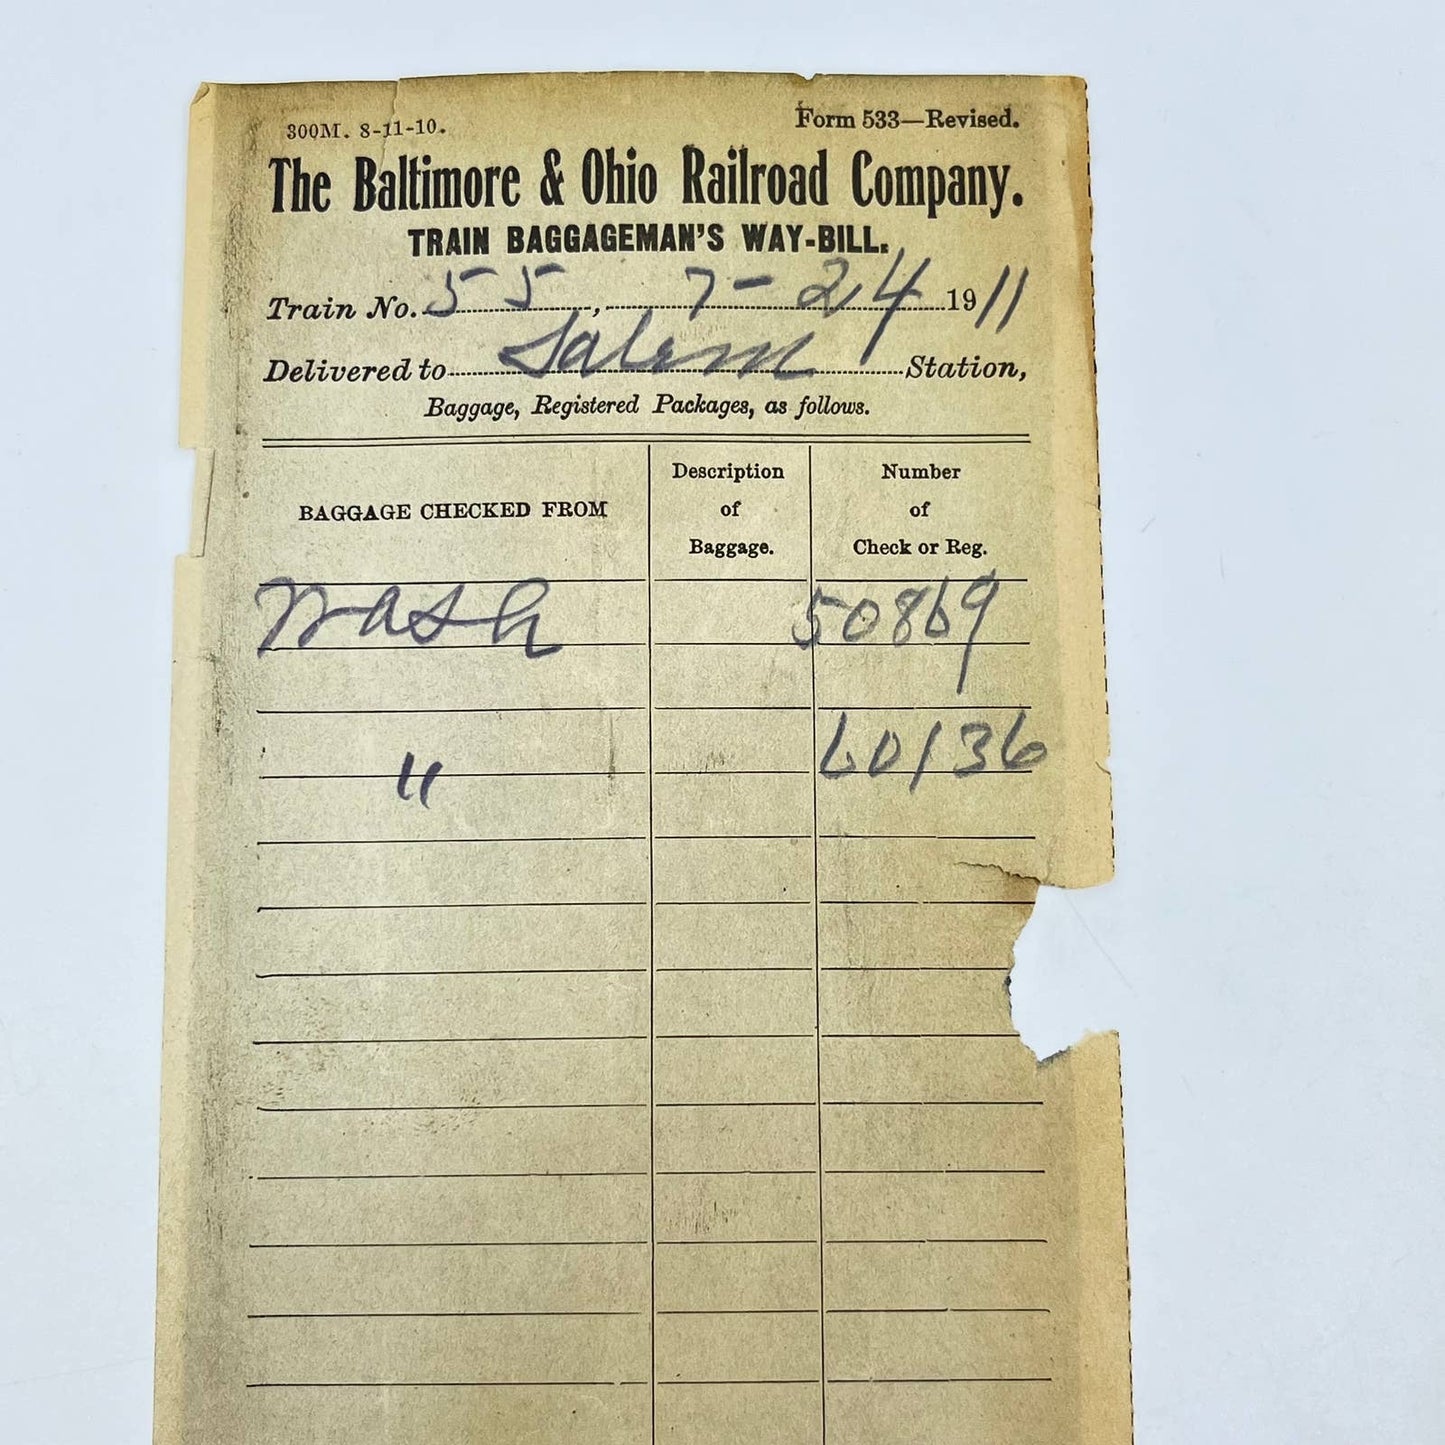 300M. 8-11-10.
Form 533—Revised.
The Baltimore & Ohio Railroad Company.
TRAIN BAGGAGEMAN'S WAY-BILL.
Train No. 55, 7-24 1911
Delivered to Salem Station,
Baggage, Registered Packages, as follows.
BAGGAGE CHECKED FROM
Description
of
Baggage.
Number
of
Check or Reg.
Wash 50869
" 60136